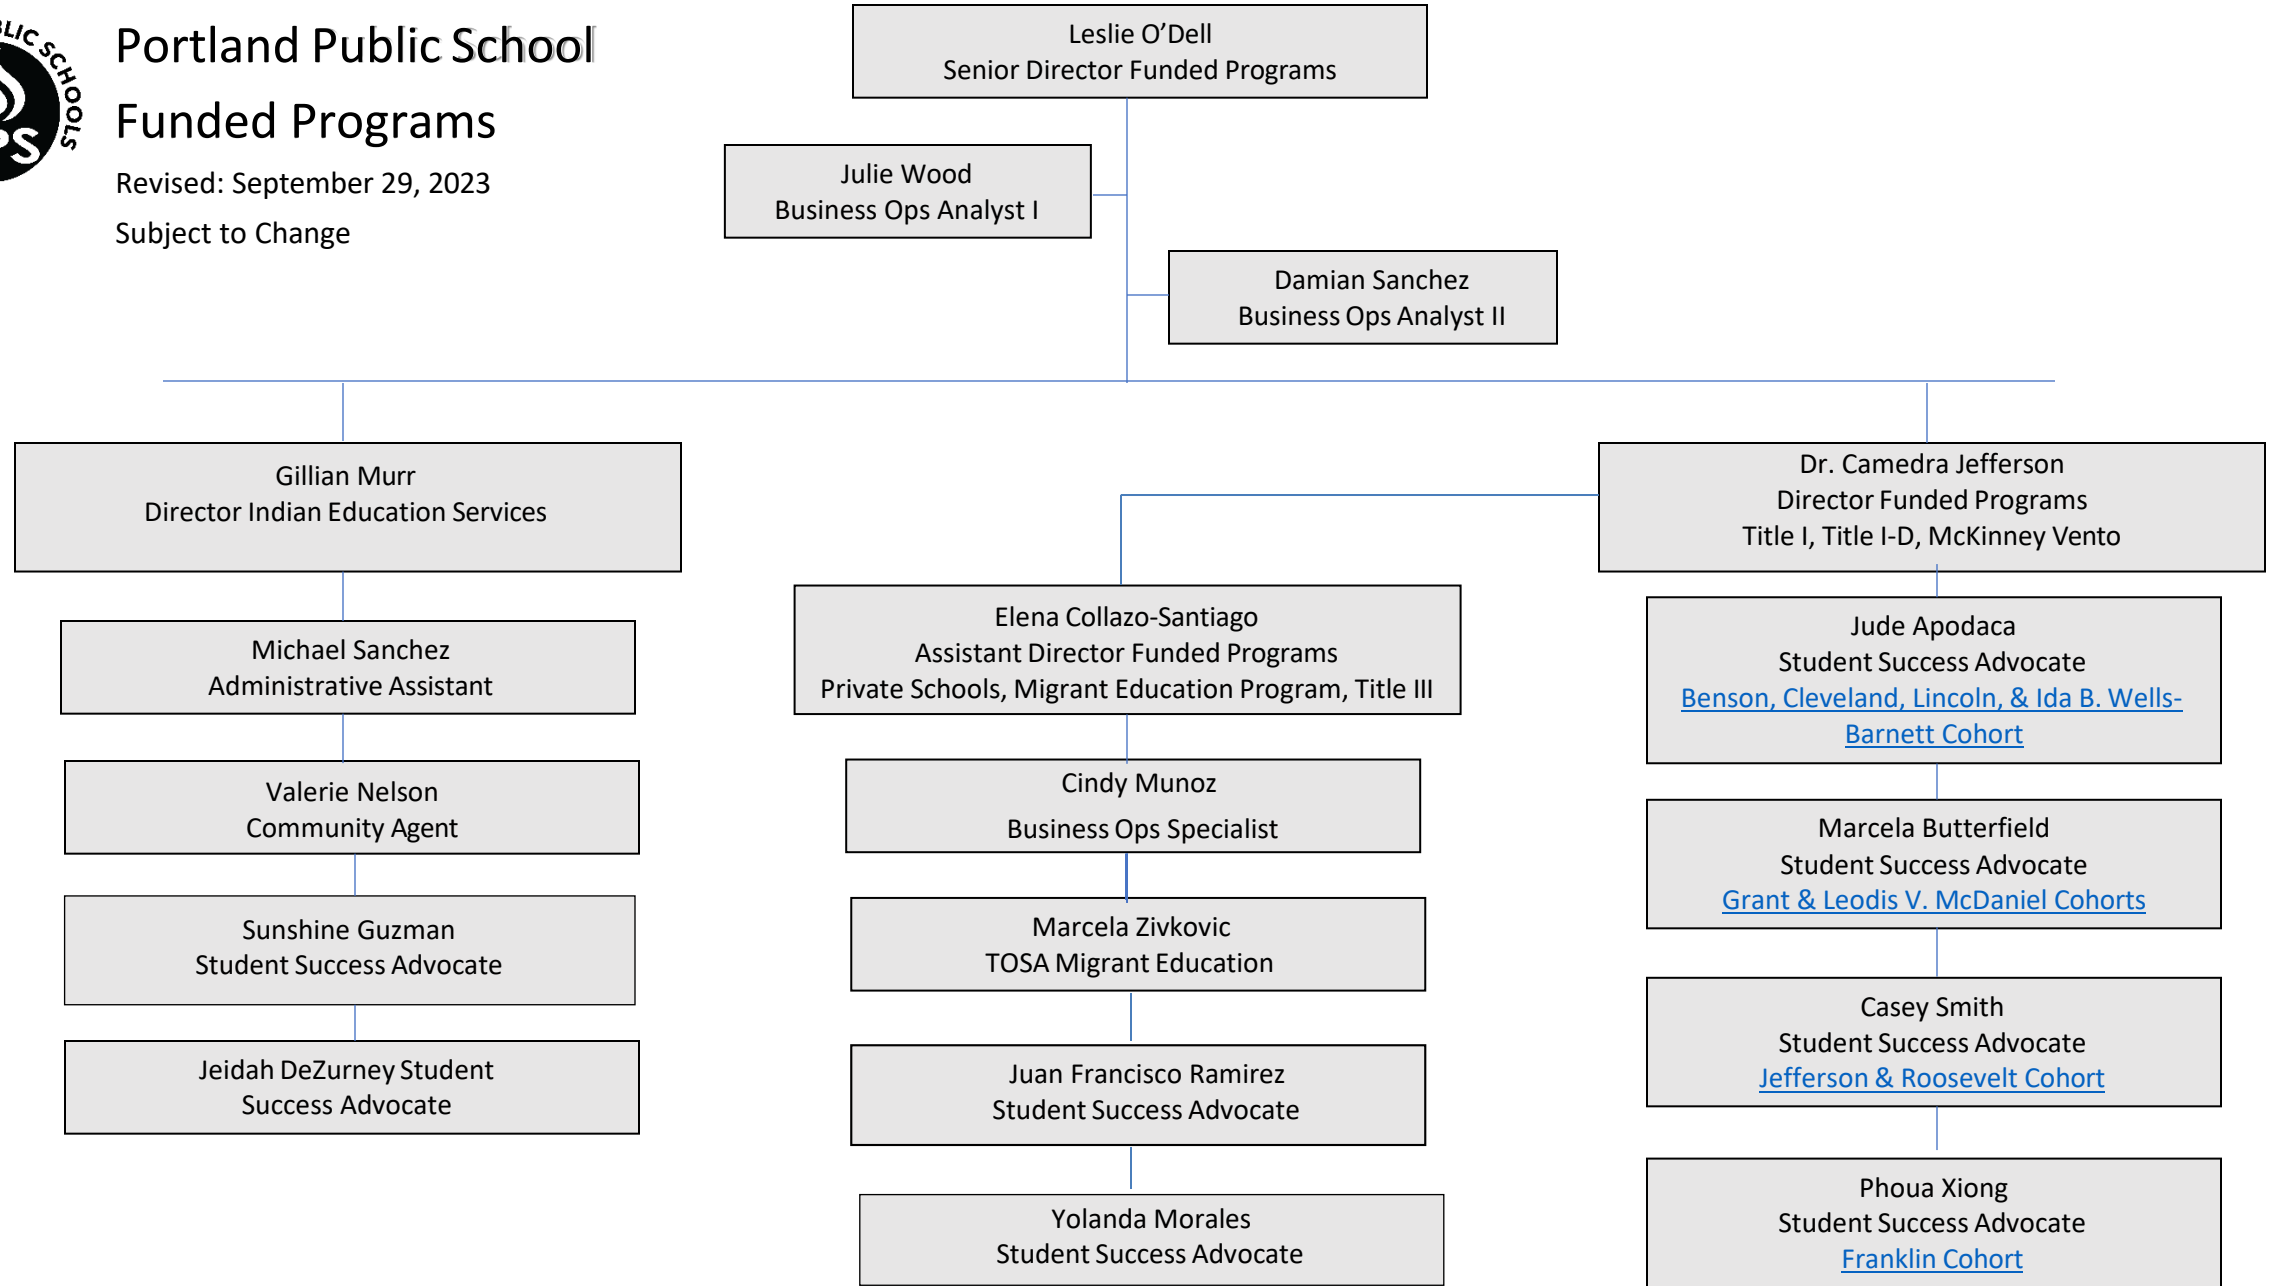 Portland Public School
Funded Programs
Revised: September 29, 2023
Subject to Change
SCHOOLS
Leslie O’Dell
Senior Director Funded Programs
Julie Wood
Business Ops Analyst I
Damian Sanchez
Business Ops Analyst II
Gillian Murr
Director Indian Education Services
Michael Sanchez
Administrative Assistant
Valerie Nelson
Community Agent
Sunshine Guzman
Student Success Advocate
Jeidah DeZurney Student
Success Advocate
Elena Collazo-Santiago
Assistant Director Funded Programs
Private Schools, Migrant Education Program, Title III
Cindy Munoz
Business Ops Specialist
Marcela Zivkovic
TOSA Migrant Education
Juan Francisco Ramirez
Student Success Advocate
Yolanda Morales
Student Success Advocate
Dr. Camedra Jefferson
Director Funded Programs
Title I, Title I-D, McKinney Vento
Jude Apodaca
Student Success Advocate
Benson, Cleveland, Lincoln, & Ida B. Wells-
Barnett Cohort
Marcela Butterfield
Student Success Advocate
Grant & Leodis V. McDaniel Cohorts
Casey Smith
Student Success Advocate
Jefferson & Roosevelt Cohort
Phoua Xiong
Student Success Advocate
Franklin Cohort